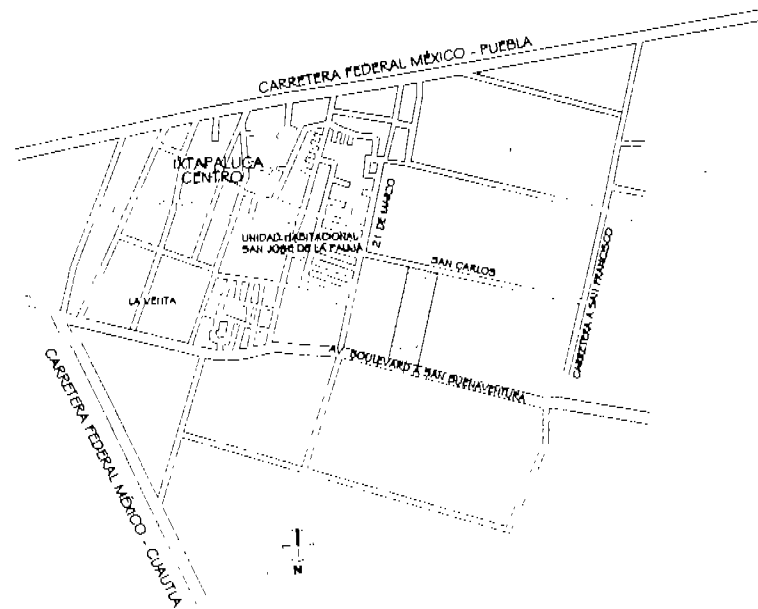 CARRETERA FEDERAL MÉXICO - PUEBLA
IXTAPALUCA
CENTRO
21 DE MARZO
UNIDAD HABITACIONAL
SAN JOSÉ DE LA PALMA
SAN CARLOS
CARRETERA A SAN FRANCISCO
LA VENTA
AV. BOULEVARD A SAN BUENAVENTURA
CARRETERA FEDERAL MÉXICO - CUAUTLA
N